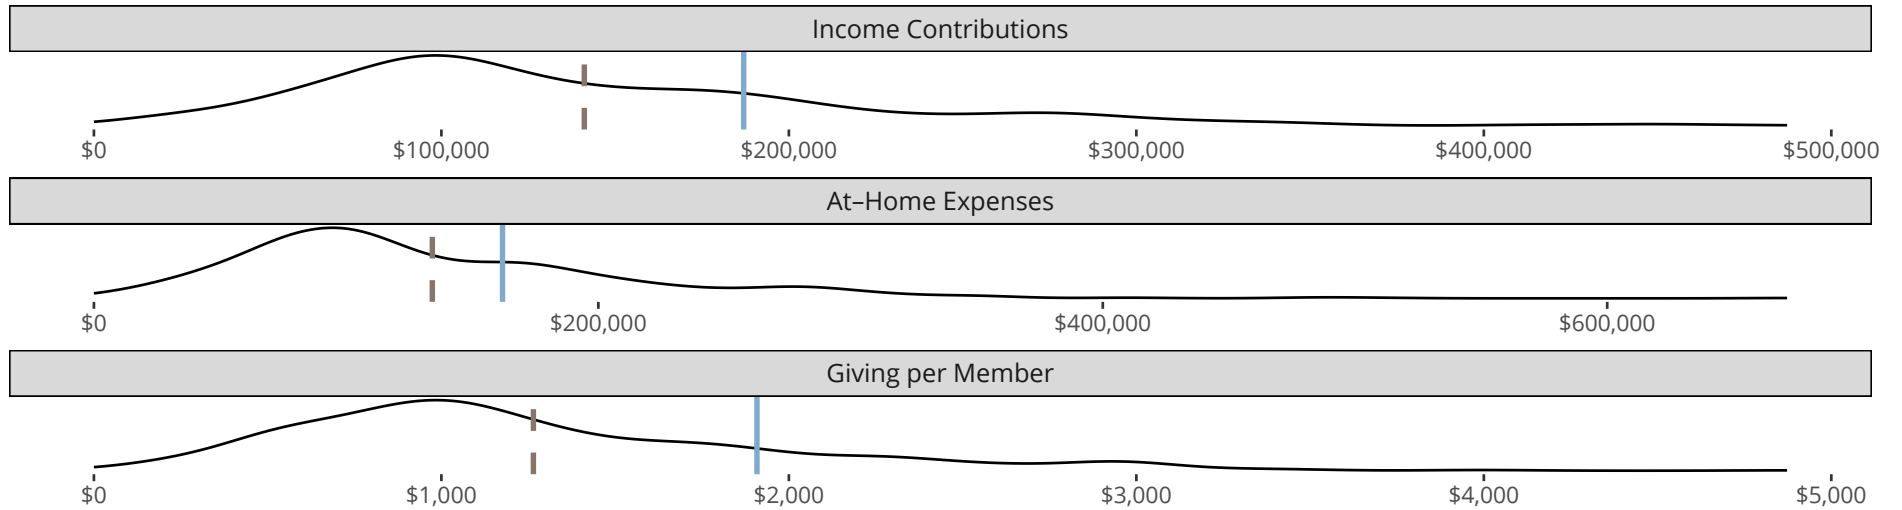 Income Contributions
$0 $100,000 $200,000 $300,000 $400,000 $500,000
At–Home Expenses
$0 $200,000 $400,000 $600,000
Giving per Member
$0 $1,000 $2,000 $3,000 $4,000 $5,000